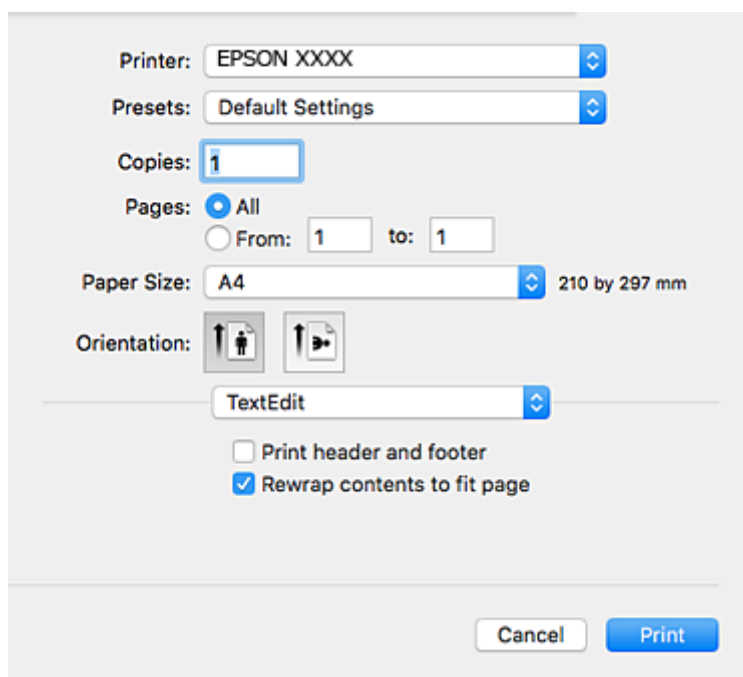 Printer: EPSON XXXX
Presets: Default Settings
Copies: 1
Pages: All
From: 1 to: 1
Paper Size: A4 210 by 297 mm
Orientation:
TextEdit
Print header and footer
Rewrap contents to fit page
Cancel Print